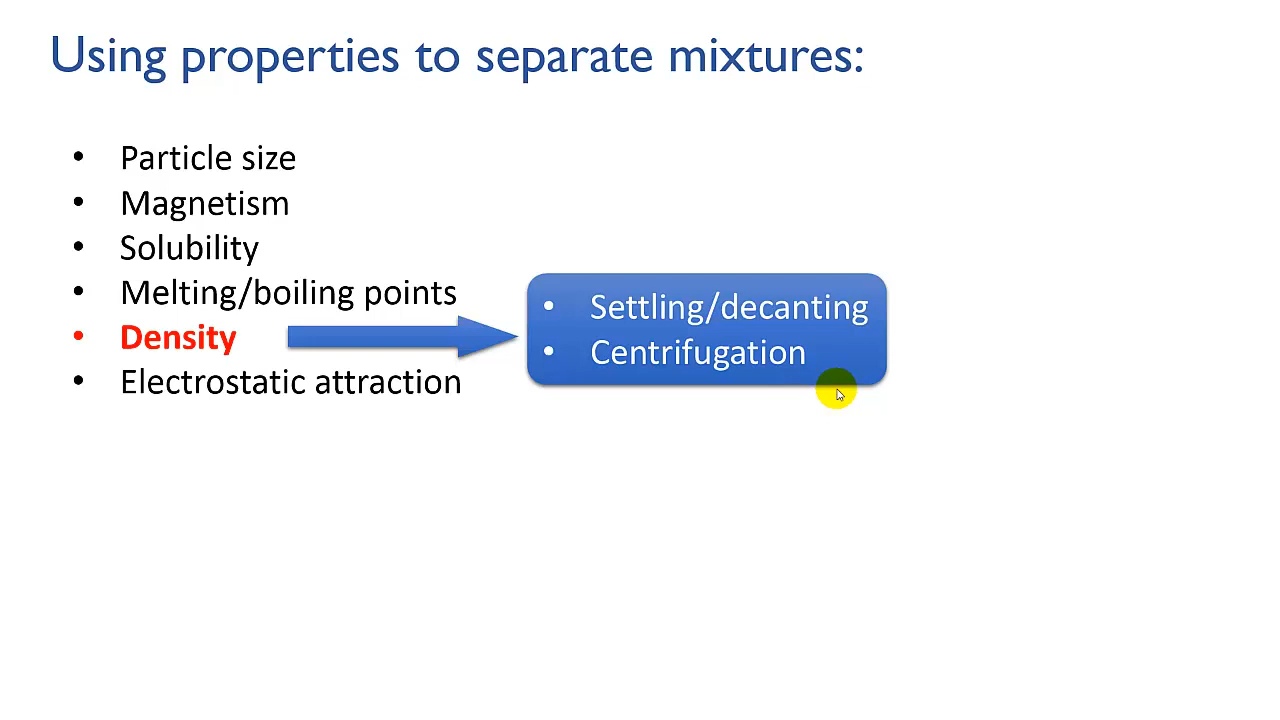 Using properties to separate mixtures:
• Particle size
• Magnetism
• Solubility
• Melting/boiling points
• Density
• Electrostatic attraction
• Settling/decanting
• Centrifugation